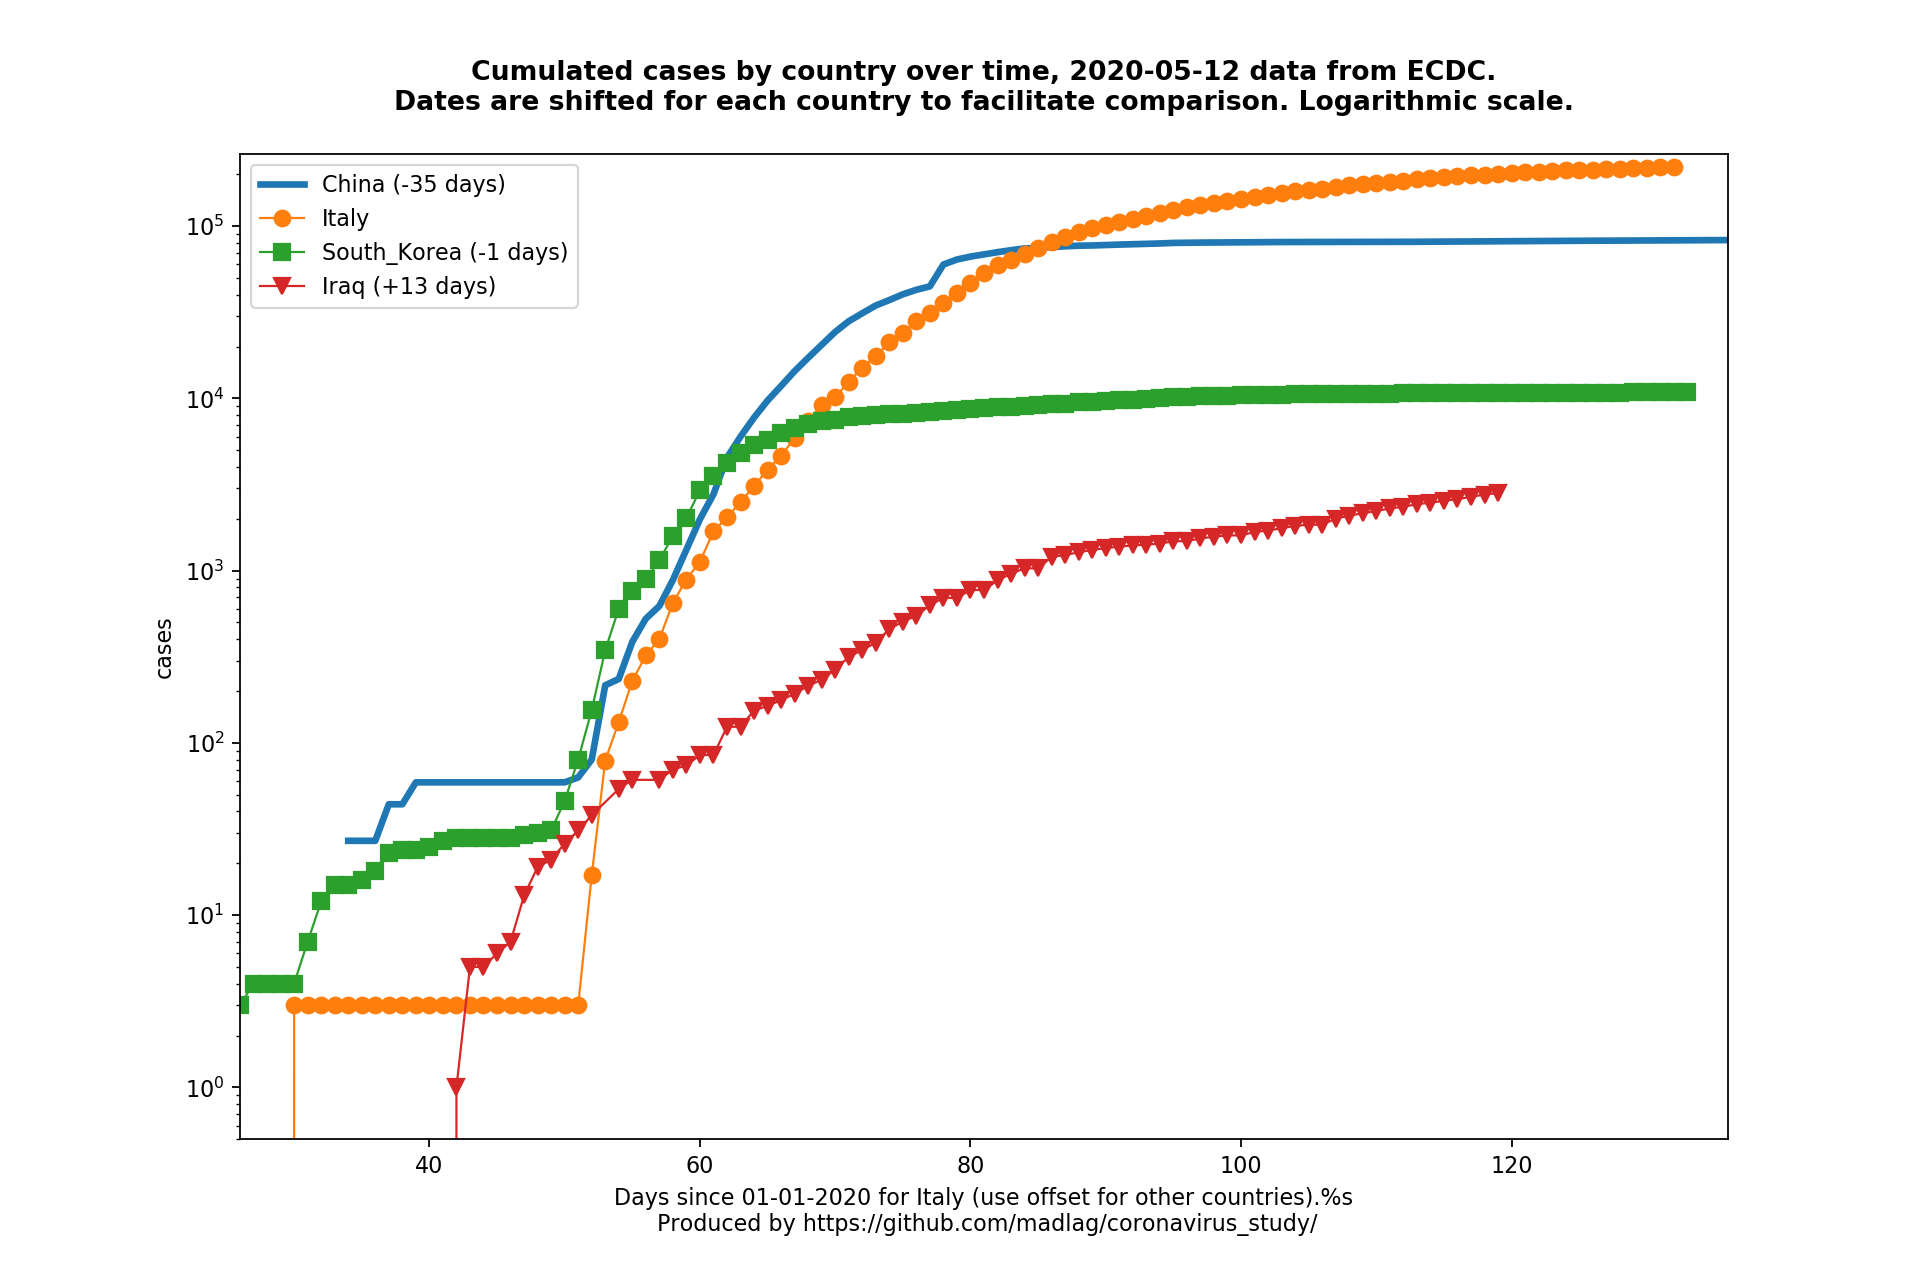 Cumulated cases by country over time, 2020-05-12 data from ECDC.
Dates are shifted for each country to facilitate comparison. Logarithmic scale.
China (-35 days)
Italy
South_Korea (-1 days)
Iraq (+13 days)
10^5
10^4
10^3
10^2
10^1
10^0
cases
40 60 80 100 120
Days since 01-01-2020 for Italy (use offset for other countries).%s
Produced by https://github.com/madlag/coronavirus_study/